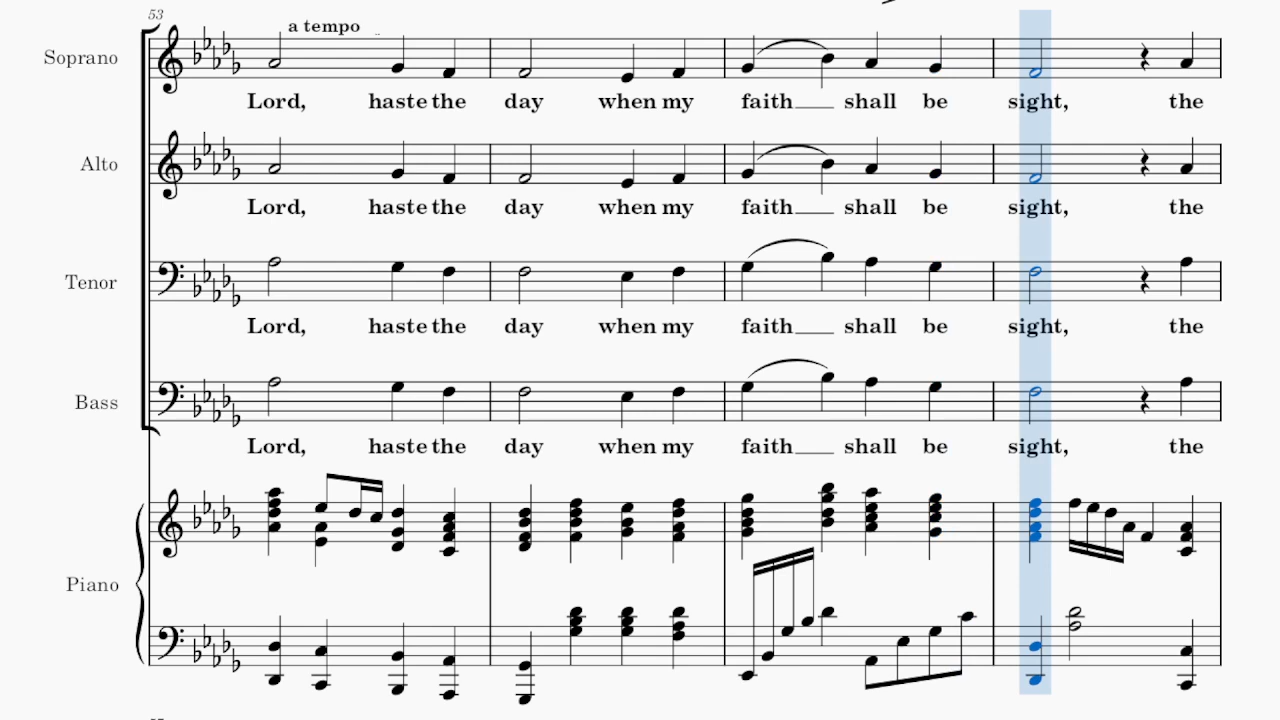 53
a tempo
Soprano
Lord, haste the day when my faith shall be sight, the
Alto
Lord, haste the day when my faith shall be sight, the
Tenor
Lord, haste the day when my faith shall be sight, the
Bass
Lord, haste the day when my faith shall be sight, the
Piano